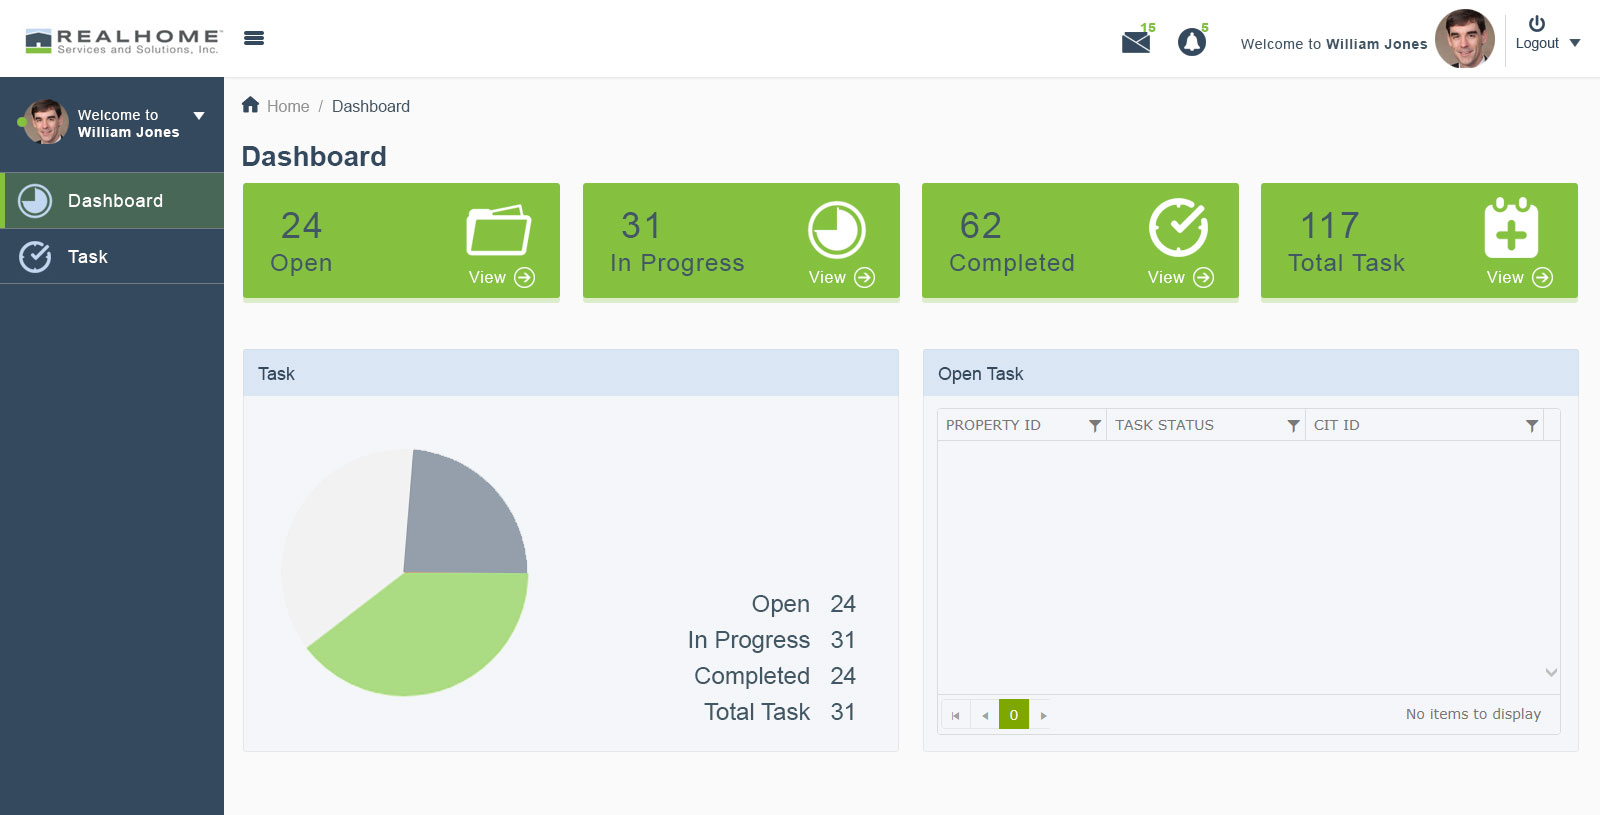 REALHOME
Services and Solutions, Inc.
15
5
Welcome to William Jones
Logout
Welcome to
William Jones
Home / Dashboard
Dashboard
Dashboard
Task
24
Open
View
31
In Progress
View
62
Completed
View
117
Total Task
View
Task
Open 24
In Progress 31
Completed 24
Total Task 31
Open Task
PROPERTY ID TASK STATUS CIT ID
0
No items to display